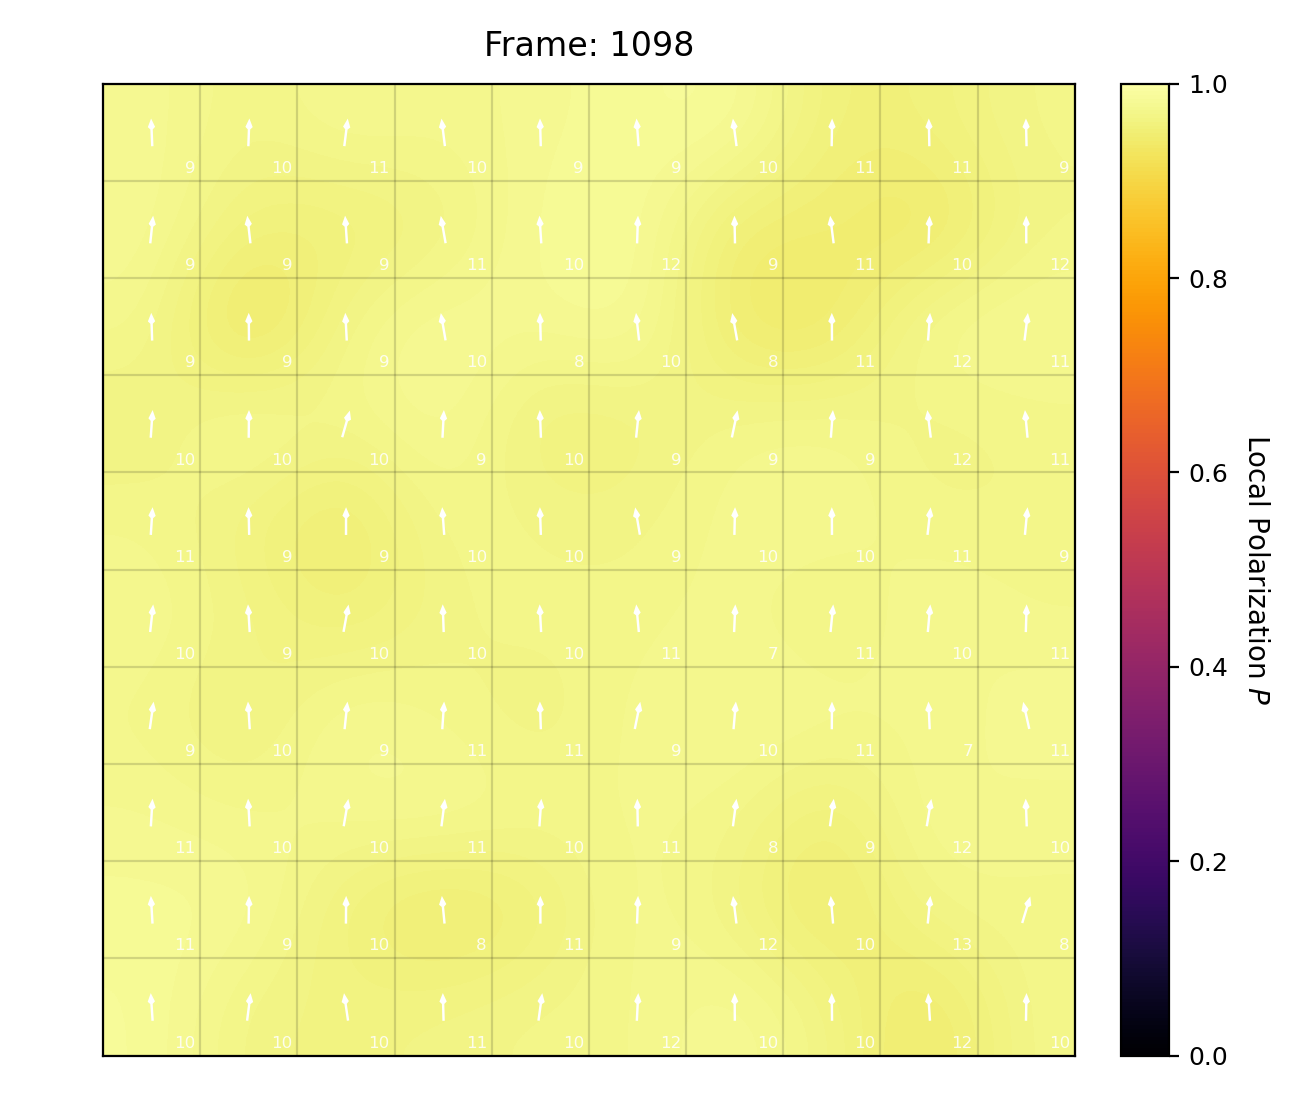 Frame: 1098
9 10 11 10 9 9 10 11 11 9
9 9 9 11 10 12 9 11 10 12
9 9 9 10 8 10 8 11 12 11
10 10 10 9 10 9 9 9 12 11
11 9 9 10 10 9 10 10 11 9
10 9 10 10 10 11 7 11 10 11
9 10 9 11 11 9 10 11 7 11
11 10 10 11 10 11 8 9 12 10
11 9 10 8 11 9 12 10 13 8
10 10 10 11 10 12 10 10 12 10
1.0
0.8
0.6
0.4
0.2
0.0
Local Polarization P